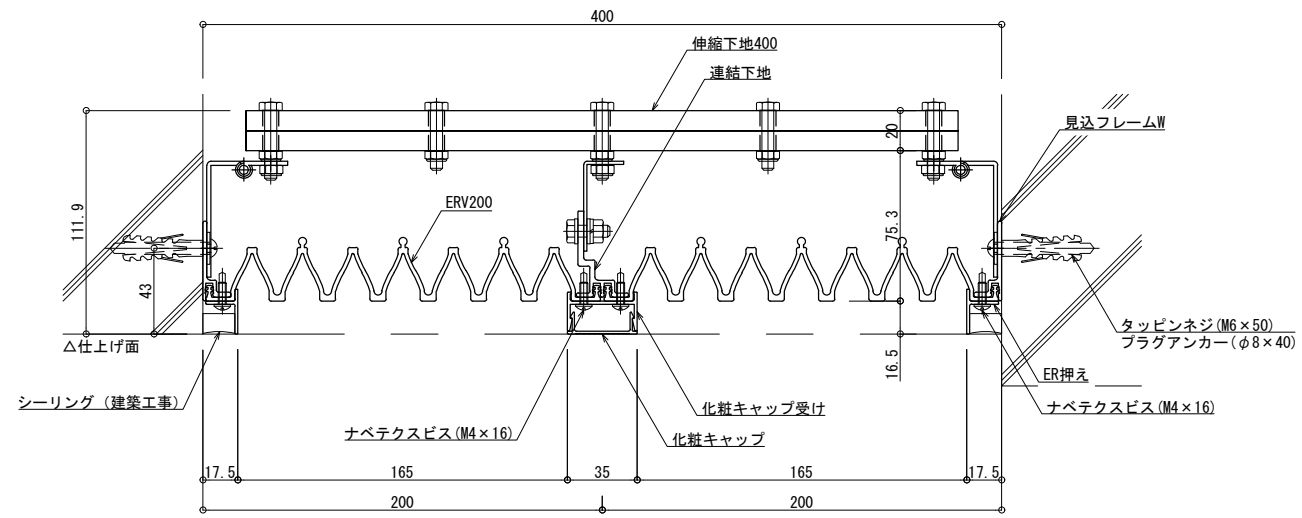 400
伸縮下地400
連結下地
見込フレームW
20
ERV200
111.9
75.3
43
△仕上げ面
タッピンネジ(M6×50)
プラグアンカー(φ8×40)
16.5
ER押え
シーリング（建築工事）
化粧キャップ受け
ナベテクスビス(M4×16)
ナベテクスビス(M4×16)
化粧キャップ
17.5
165
35
165
17.5
200
200